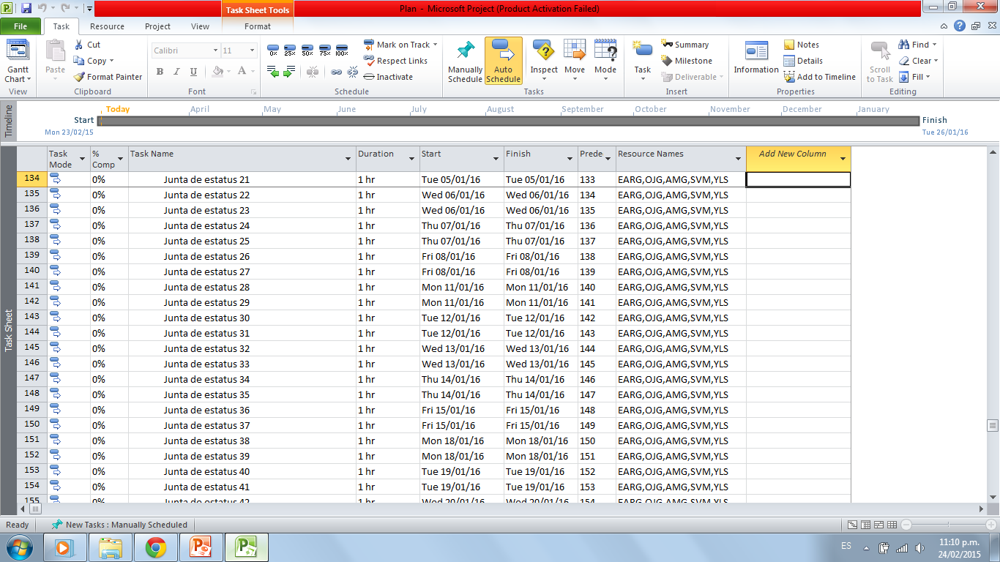 Task Sheet Tools
Plan - Microsoft Project (Product Activation Failed)
File Task Resource Project View Format
Gantt Chart
View
Paste
Cut
Copy
Format Painter
Clipboard
Calibri 11
B I U A
Font
0% 25% 50% 75% 100%
Mark on Track
Respect Links
Inactivate
Schedule
Manually Schedule
Auto Schedule
Inspect
Move
Mode
Tasks
Task
Summary
Milestone
Deliverable
Insert
Information
Notes
Details
Add to Timeline
Properties
Scroll to Task
Find
Clear
Fill
Editing
Timeline
Today April May June July August September October November December January
Start Finish
Mon 23/02/15 Tue 26/01/16
Task Sheet
Task Mode % Comp Task Name Duration Start Finish Prede Resource Names Add New Column
134 0% Junta de estatus 21 1 hr Tue 05/01/16 Tue 05/01/16 133 EARG,OJG,AMG,SVM,YLS
135 0% Junta de estatus 22 1 hr Wed 06/01/16 Wed 06/01/16 134 EARG,OJG,AMG,SVM,YLS
136 0% Junta de estatus 23 1 hr Wed 06/01/16 Wed 06/01/16 135 EARG,OJG,AMG,SVM,YLS
137 0% Junta de estatus 24 1 hr Thu 07/01/16 Thu 07/01/16 136 EARG,OJG,AMG,SVM,YLS
138 0% Junta de estatus 25 1 hr Thu 07/01/16 Thu 07/01/16 137 EARG,OJG,AMG,SVM,YLS
139 0% Junta de estatus 26 1 hr Fri 08/01/16 Fri 08/01/16 138 EARG,OJG,AMG,SVM,YLS
140 0% Junta de estatus 27 1 hr Fri 08/01/16 Fri 08/01/16 139 EARG,OJG,AMG,SVM,YLS
141 0% Junta de estatus 28 1 hr Mon 11/01/16 Mon 11/01/16 140 EARG,OJG,AMG,SVM,YLS
142 0% Junta de estatus 29 1 hr Mon 11/01/16 Mon 11/01/16 141 EARG,OJG,AMG,SVM,YLS
143 0% Junta de estatus 30 1 hr Tue 12/01/16 Tue 12/01/16 142 EARG,OJG,AMG,SVM,YLS
144 0% Junta de estatus 31 1 hr Tue 12/01/16 Tue 12/01/16 143 EARG,OJG,AMG,SVM,YLS
145 0% Junta de estatus 32 1 hr Wed 13/01/16 Wed 13/01/16 144 EARG,OJG,AMG,SVM,YLS
146 0% Junta de estatus 33 1 hr Wed 13/01/16 Wed 13/01/16 145 EARG,OJG,AMG,SVM,YLS
147 0% Junta de estatus 34 1 hr Thu 14/01/16 Thu 14/01/16 146 EARG,OJG,AMG,SVM,YLS
148 0% Junta de estatus 35 1 hr Thu 14/01/16 Thu 14/01/16 147 EARG,OJG,AMG,SVM,YLS
149 0% Junta de estatus 36 1 hr Fri 15/01/16 Fri 15/01/16 148 EARG,OJG,AMG,SVM,YLS
150 0% Junta de estatus 37 1 hr Fri 15/01/16 Fri 15/01/16 149 EARG,OJG,AMG,SVM,YLS
151 0% Junta de estatus 38 1 hr Mon 18/01/16 Mon 18/01/16 150 EARG,OJG,AMG,SVM,YLS
152 0% Junta de estatus 39 1 hr Mon 18/01/16 Mon 18/01/16 151 EARG,OJG,AMG,SVM,YLS
153 0% Junta de estatus 40 1 hr Tue 19/01/16 Tue 19/01/16 152 EARG,OJG,AMG,SVM,YLS
154 0% Junta de estatus 41 1 hr Tue 19/01/16 Tue 19/01/16 153 EARG,OJG,AMG,SVM,YLS
155 0% Junta de estatus 42 1 hr Wed 20/01/16 Wed 20/01/16 154 EARG,OJG,AMG,SVM,YLS
Ready New Tasks : Manually Scheduled
ES
11:10 p.m.
24/02/2015